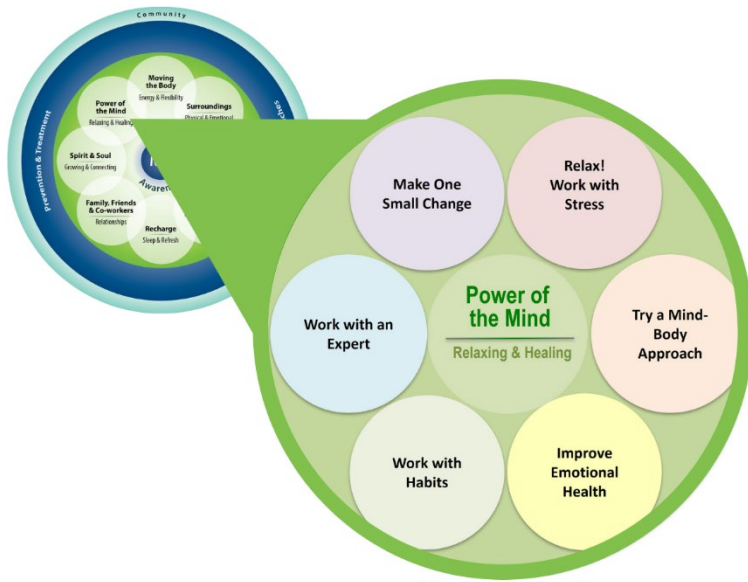 Community
Moving
the Body
Energy & Flexibility
Power of
the Mind
Relaxing & Healing
Surroundings
Physical & Emotional
Prevention & Treatment
Spirit & Soul
Growing & Connecting
Family, Friends
& Co-workers
Relationships
Recharge
Sleep & Refresh
Make One
Small Change
Relax!
Work with
Stress
Work with an
Expert
Power of
the Mind
Relaxing & Healing
Try a Mind-
Body
Approach
Work with
Habits
Improve
Emotional
Health